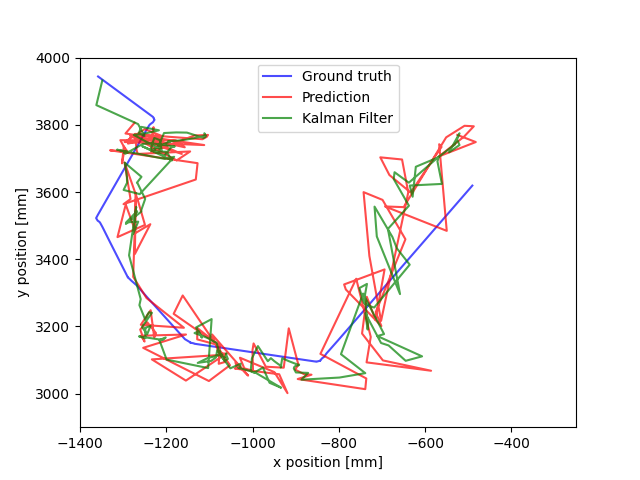 4000
3800
3600
3400
3200
3000
y position [mm]
Ground truth
Prediction
Kalman Filter
−1400 −1200 −1000 −800 −600 −400
x position [mm]